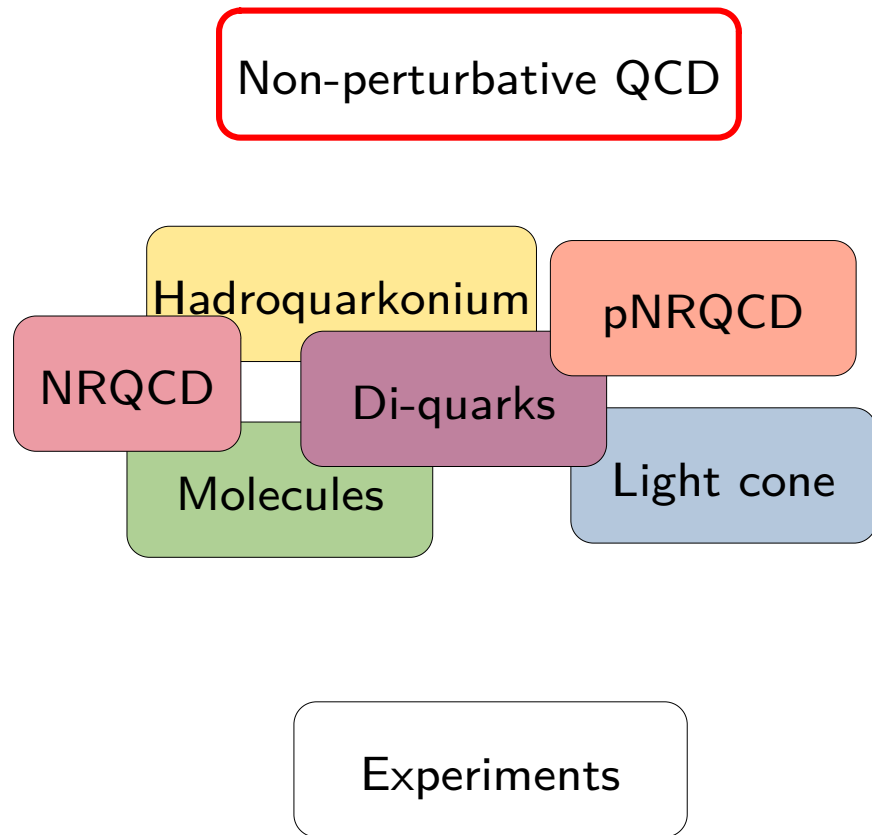 Non-perturbative QCD
Hadroquarkonium
pNRQCD
NRQCD
Di-quarks
Molecules
Light cone
Experiments